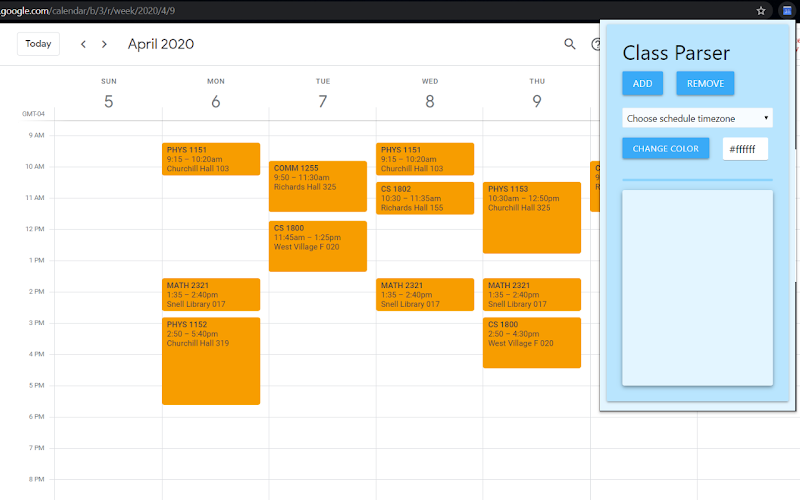 .google.com/calendar/b/3/r/week/2020/4/9
Today
April 2020
SUN
5
MON
6
TUE
7
WED
8
THU
9
GMT-04
9 AM
10 AM
11 AM
12 PM
1 PM
2 PM
3 PM
4 PM
5 PM
6 PM
7 PM
8 PM
PHYS 1151
9:15 – 10:20am
Churchill Hall 103
MATH 2321
1:35 – 2:40pm
Snell Library 017
PHYS 1152
2:50 – 5:40pm
Churchill Hall 319
COMM 1255
9:50 – 11:30am
Richards Hall 325
CS 1800
11:45am – 1:25pm
West Village F 020
PHYS 1151
9:15 – 10:20am
Churchill Hall 103
CS 1802
10:30 – 11:35am
Richards Hall 155
MATH 2321
1:35 – 2:40pm
Snell Library 017
PHYS 1153
10:30am – 12:50pm
Churchill Hall 325
MATH 2321
1:35 – 2:40pm
Snell Library 017
CS 1800
2:50 – 4:30pm
West Village F 020
Class Parser
ADD
REMOVE
Choose schedule timezone
CHANGE COLOR
#ffffff